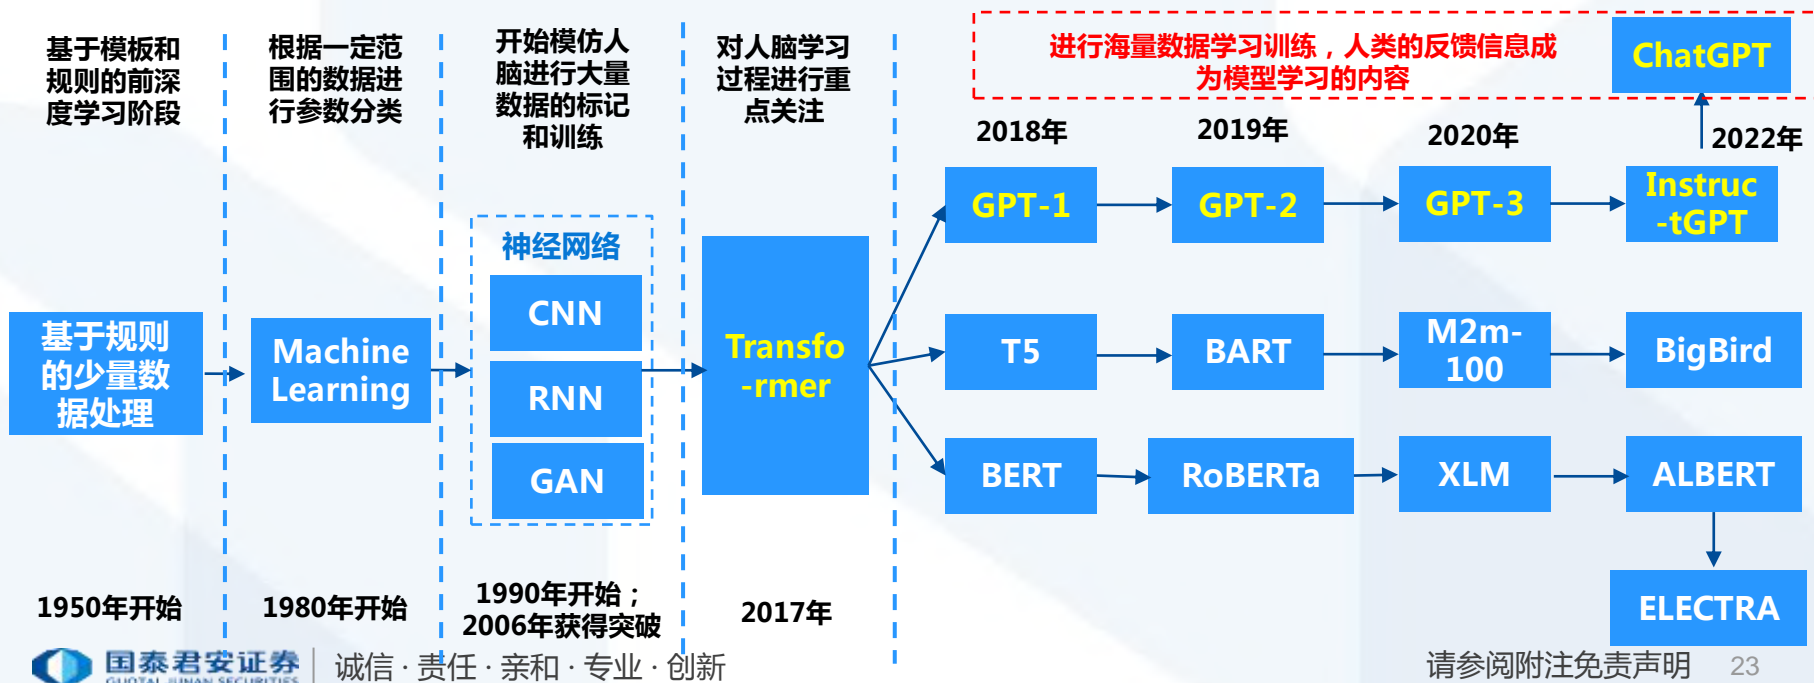 基于模板和
规则的前深
度学习阶段
根据一定范
围的数据进
行参数分类
开始模仿人
脑进行大量
数据的标记
和训练
对人脑学习
过程进行重
点关注
进行海量数据学习训练，人类的反馈信息成
为模型学习的内容
ChatGPT
2018年
2019年
2020年
2022年
GPT-1
GPT-2
GPT-3
Instruc
-tGPT
神经网络
CNN
RNN
GAN
基于规则
的少量数
据处理
Machine
Learning
Transfo
-rmer
T5
BART
M2m-
100
BigBird
BERT
RoBERTa
XLM
ALBERT
ELECTRA
1950年开始
1980年开始
1990年开始；
2006年获得突破
2017年
国泰君安证券
GUOTAI JUNAN SECURITIES
诚信·责任·亲和·专业·创新
请参阅附注免责声明
23